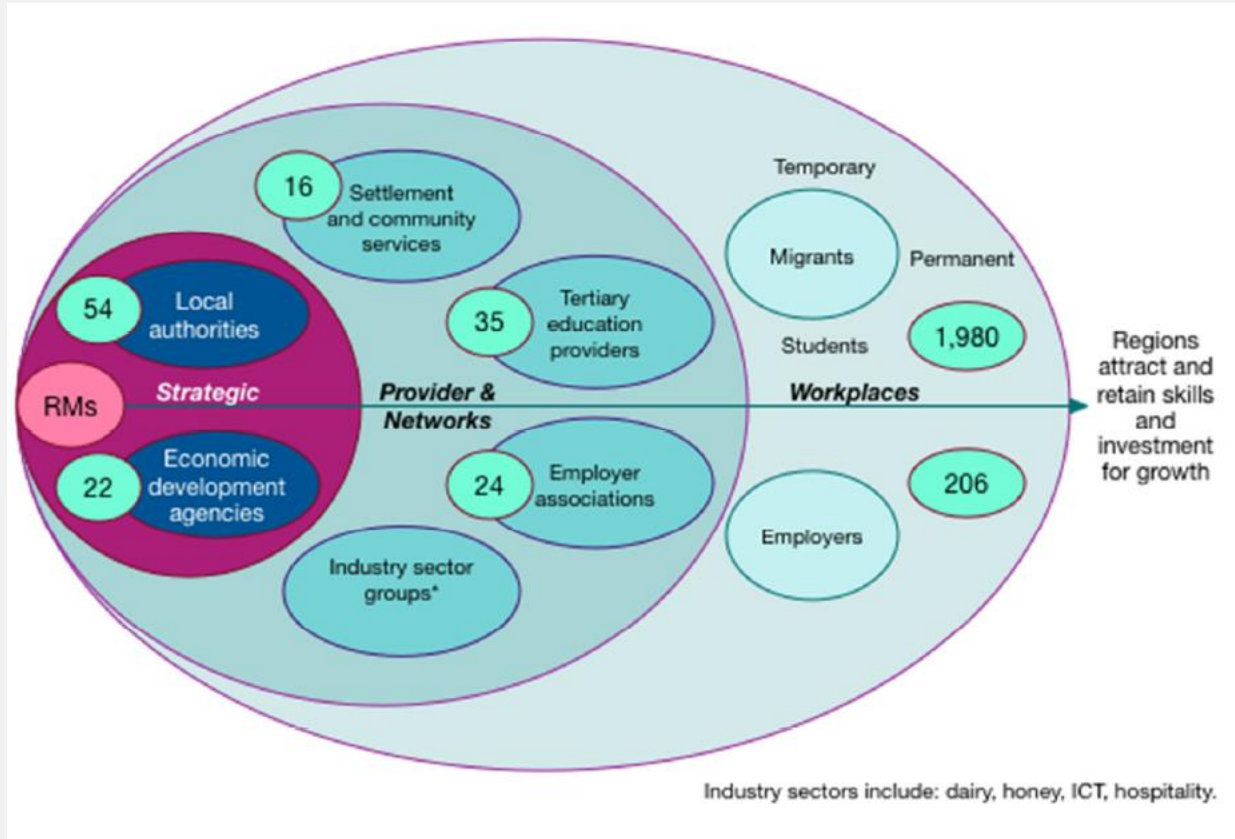 Temporary
16
Settlement
and community
services
Migrants
Permanent
54
Local
authorities
35
Tertiary
education
providers
1,980
Students
Regions
attract and
retain skills
and
investment
for growth
RMs
Strategic
Provider &
Networks
Workplaces
22
Economic
development
agencies
24
Employer
associations
206
Employers
Industry sector
groups*
Industry sectors include: dairy, honey, ICT, hospitality.